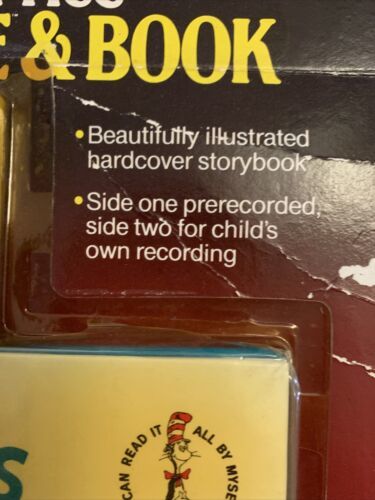 & BOOK
• Beautifully illustrated
hardcover storybook
• Side one prerecorded,
side two for child's
own recording
CAN READ IT ALL BY MYSE
S